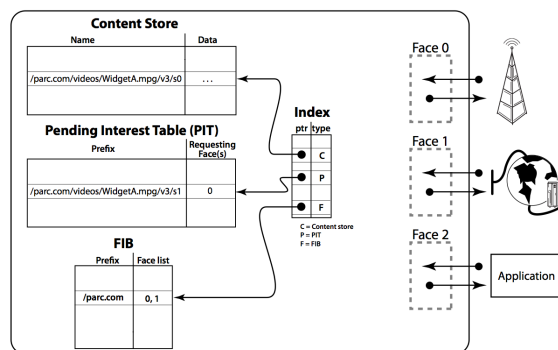 Content Store
Name Data
/parc.com/videos/WidgetA.mpg/v3/s0 ...
Pending Interest Table (PIT)
Prefix Requesting
Face(s)
/parc.com/videos/WidgetA.mpg/v3/s1 0
FIB
Prefix Face list
/parc.com 0, 1
Index
ptr type
C
P
F
C = Content store
P = PIT
F = FIB
Face 0
Face 1
Face 2
Application